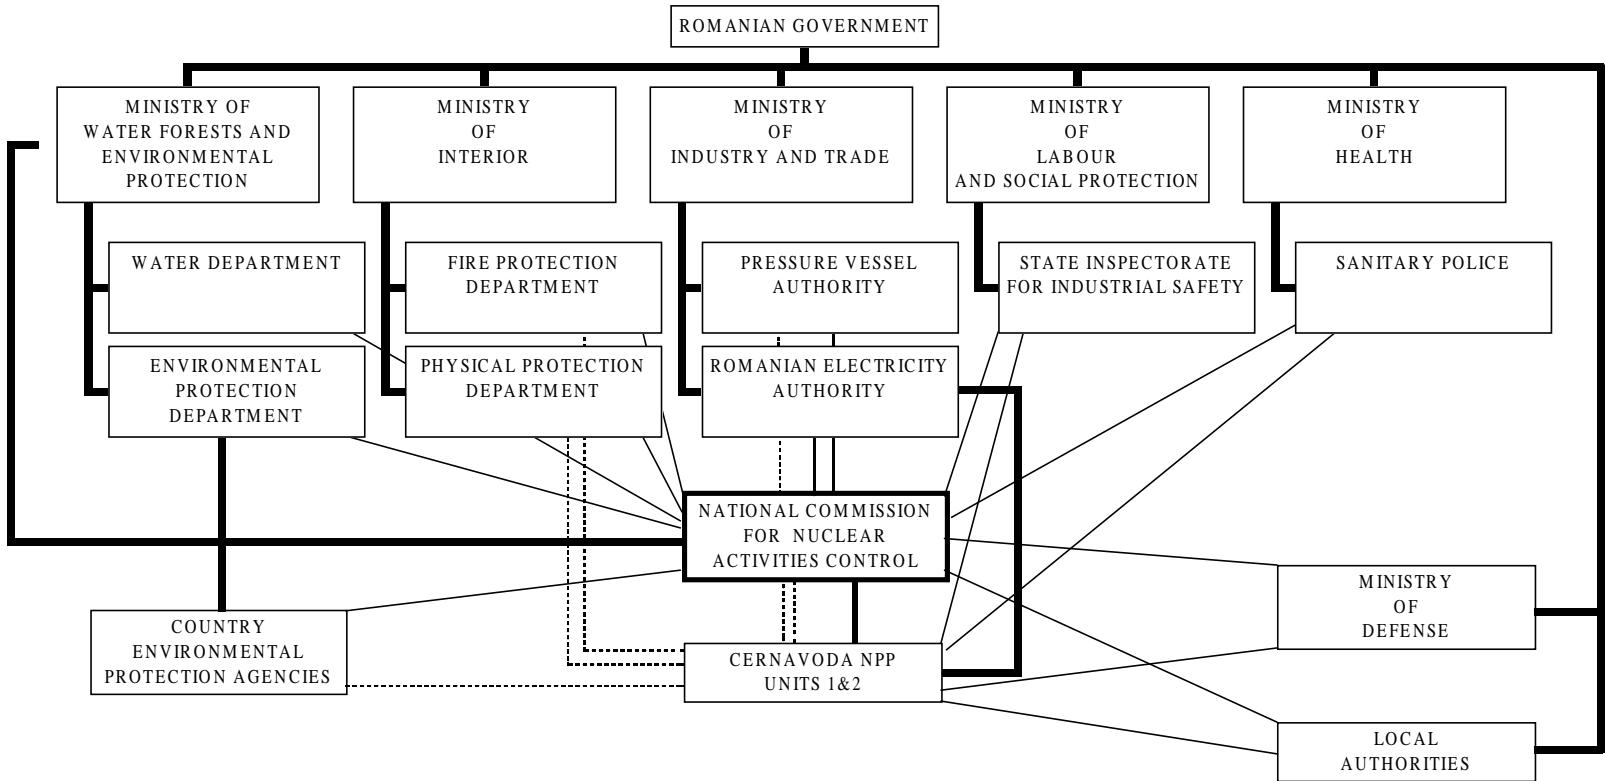 ROMANIAN GOVERNMENT
MINISTRY OF
WATER FORESTS AND
ENVIRONMENTAL
PROTECTION
MINISTRY
OF
INTERIOR
MINISTRY
OF
INDUSTRY AND TRADE
MINISTRY
OF
LABOUR
AND SOCIAL PROTECTION
MINISTRY
OF
HEALTH
WATER DEPARTMENT
FIRE PROTECTION
DEPARTMENT
PRESSURE VESSEL
AUTHORITY
STATE INSPECTORATE
FOR INDUSTRIAL SAFETY
SANITARY POLICE
ENVIRONMENTAL
PROTECTION
DEPARTMENT
PHYSICAL PROTECTION
DEPARTMENT
ROMANIAN ELECTRICITY
AUTHORITY
NATIONAL COMMISSION
FOR NUCLEAR
ACTIVITIES CONTROL
MINISTRY
OF
DEFENSE
COUNTRY
ENVIRONMENTAL
PROTECTION AGENCIES
CERNAVODA NPP
UNITS 1&2
LOCAL
AUTHORITIES